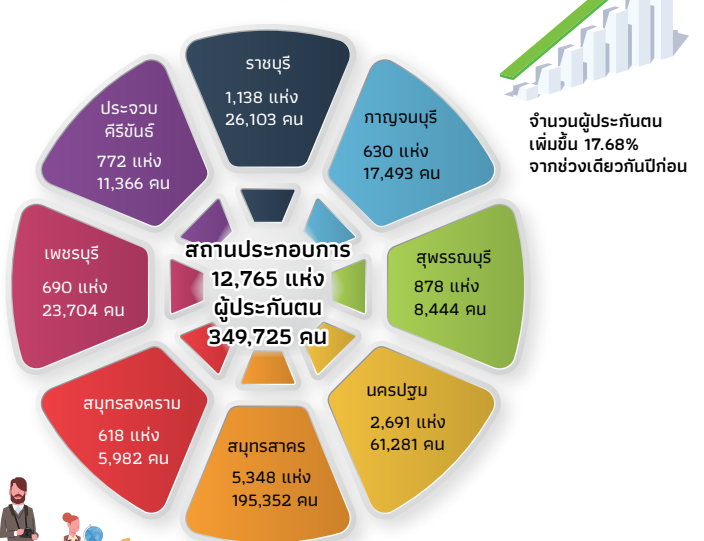 ราชบุรี
1,138 แห่ง
26,103 คน
กาญจนบุรี
630 แห่ง
17,493 คน
สุพรรณบุรี
878 แห่ง
8,444 คน
นครปฐม
2,691 แห่ง
61,281 คน
สมุทรสาคร
5,348 แห่ง
195,352 คน
สมุทรสงคราม
618 แห่ง
5,982 คน
เพชรบุรี
690 แห่ง
23,704 คน
ประจวบ
คีรีขันธ์
772 แห่ง
11,366 คน
สถานประกอบการ
12,765 แห่ง
ผู้ประกันตน
349,725 คน
จำนวนผู้ประกันตน
เพิ่มขึ้น 17.68%
จากช่วงเดียวกันปีก่อน